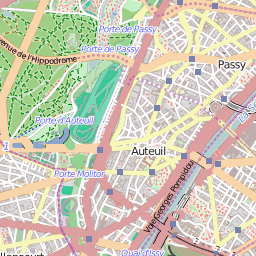 Porte de Passy
Porte de Passy
Avenue de l'Hippodrome
Passy
Porte d'Auteuil
Auteuil
Porte Molitor
Voie Georges Pompidou
Quai d'Issy